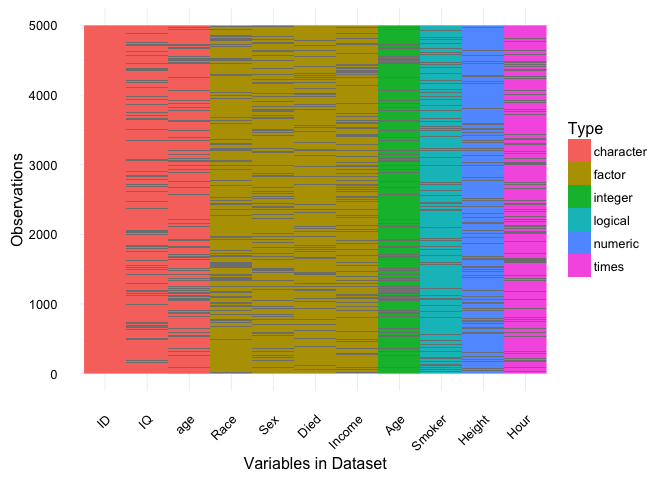 5000
4000
3000
2000
1000
0
Observations
ID
IQ
age
Race
Sex
Died
Income
Age
Smoker
Height
Hour
Variables in Dataset
Type
character
factor
integer
logical
numeric
times